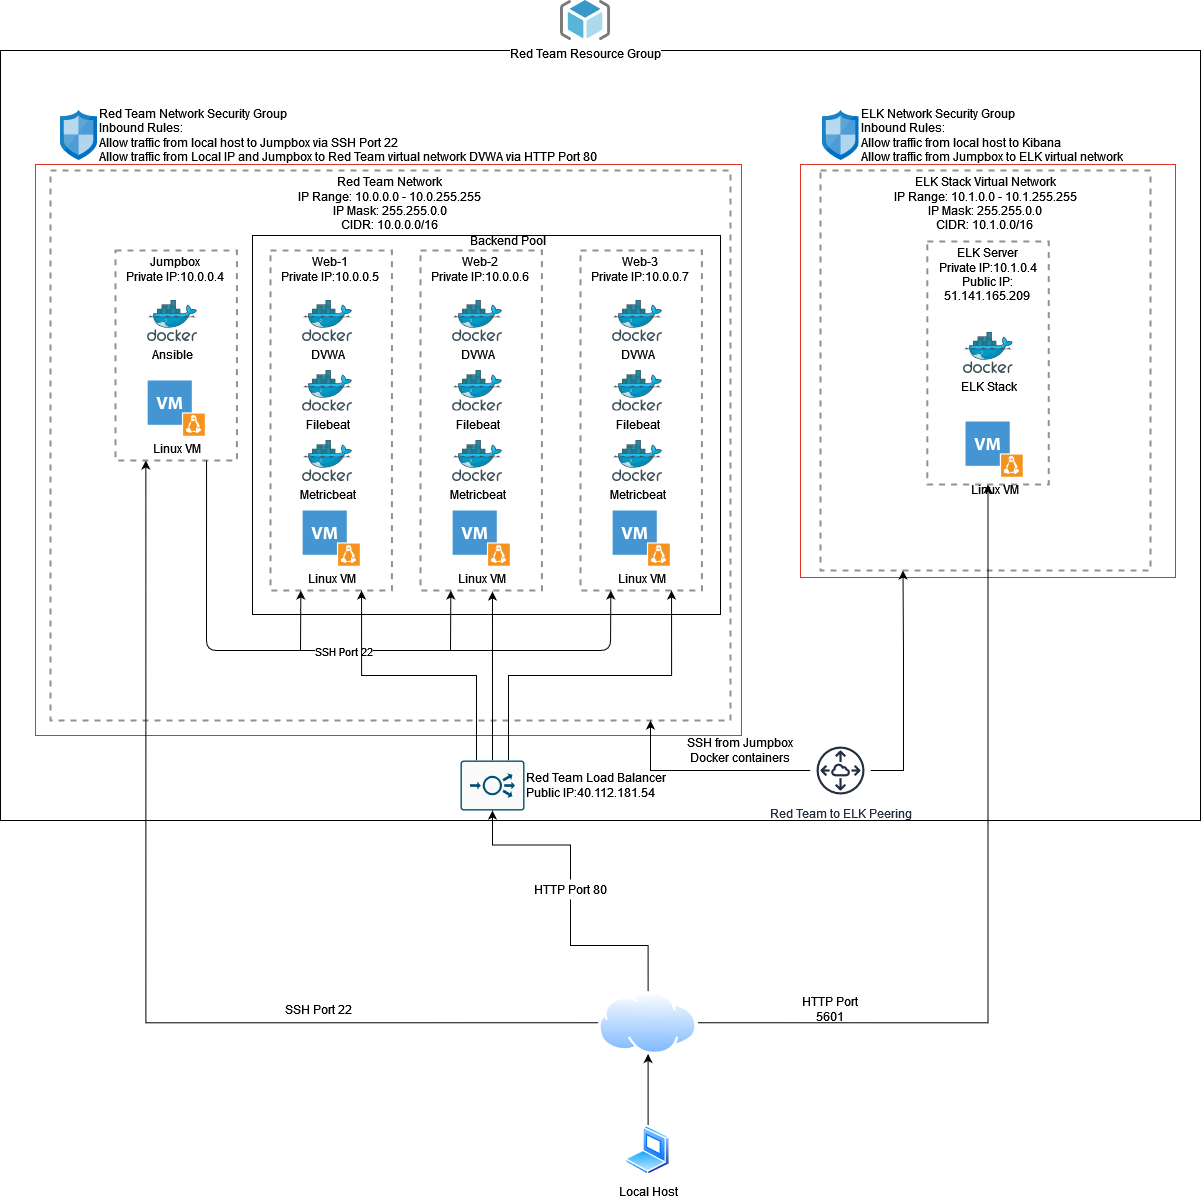 Red Team Resource Group
Red Team Network Security Group
Inbound Rules:
Allow traffic from local host to Jumpbox via SSH Port 22
Allow traffic from Local IP and Jumpbox to Red Team virtual network DVWA via HTTP Port 80
ELK Network Security Group
Inbound Rules:
Allow traffic from local host to Kibana
Allow traffic from Jumpbox to ELK virtual network
Red Team Network
IP Range: 10.0.0.0 - 10.0.255.255
IP Mask: 255.255.0.0
CIDR: 10.0.0.0/16
Backend Pool
Jumpbox
Private IP:10.0.0.4
docker
Ansible
VM
Linux VM
Web-1
Private IP:10.0.0.5
docker
DVWA
docker
Filebeat
docker
Metricbeat
VM
Linux VM
Web-2
Private IP:10.0.0.6
docker
DVWA
docker
Filebeat
docker
Metricbeat
VM
Linux VM
Web-3
Private IP:10.0.0.7
docker
DVWA
docker
Filebeat
docker
Metricbeat
VM
Linux VM
SSH Port 22
ELK Stack Virtual Network
IP Range: 10.1.0.0 - 10.1.255.255
IP Mask: 255.255.0.0
CIDR: 10.1.0.0/16
ELK Server
Private IP:10.1.0.4
Public IP:
51.141.165.209
docker
ELK Stack
VM
Linux VM
SSH from Jumpbox
Docker containers
Red Team to ELK Peering
Red Team Load Balancer
Public IP:40.112.181.54
HTTP Port 80
SSH Port 22
HTTP Port
5601
Local Host